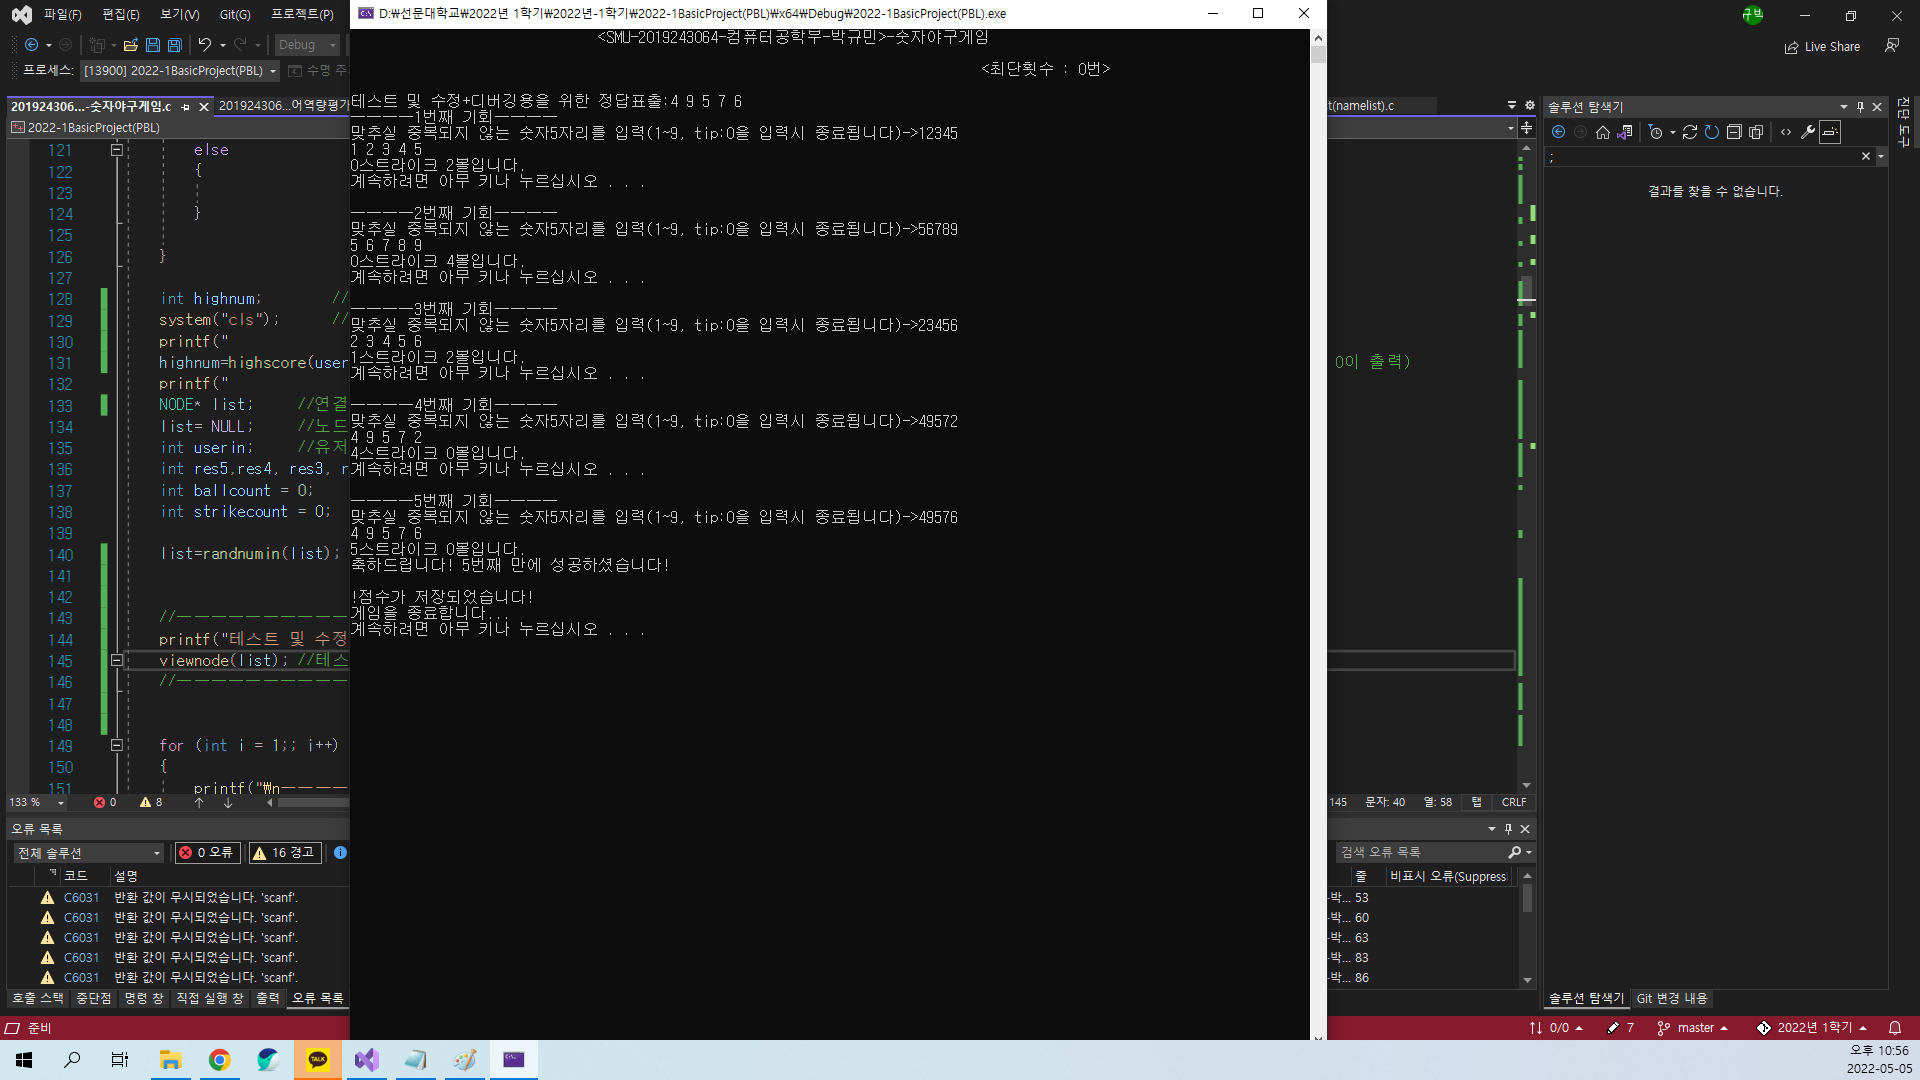 파일(F) 편집(E) 보기(V) Git(G) 프로젝트(P)
Debug
프로세스: [13900] 2022-1BasicProject(PBL) 수명 주
201924306...-숫자야구게임.c 201924306...어역량평가
2022-1BasicProject(PBL)
121 else
122 {
123
124 }
125
126 }
127
128 int highnum; //
129 system("cls"); //
130 printf("
131 highnum=highscore(user
132 printf("
133 NODE* list; //연결
134 list= NULL; //노드
135 int userin; //유저
136 int res5,res4, res3, r
137 int ballcount = 0;
138 int strikecount = 0;
139
140 list=randnumin(list);
141
142
143 //――――――――――
144 printf("테스트 및 수정
145 viewnode(list); //테스
146 //――――――――――
147
148
149 for (int i = 1;; i++)
150 {
151 printf("₩n――――
133 % 0 8
오류 목록
전체 솔루션 0 오류 16 경고
코드 설명
C6031 반환 값이 무시되었습니다. 'scanf'.
C6031 반환 값이 무시되었습니다. 'scanf'.
C6031 반환 값이 무시되었습니다. 'scanf'.
C6031 반환 값이 무시되었습니다. 'scanf'.
C6031 반환 값이 무시되었습니다. 'scanf'.
호출 스택 중단점 명령 창 직접 실행 창 출력 오류 목록
준비
D:₩선문대학교₩2022년 1학기₩2022년-1학기₩2022-1BasicProject(PBL)₩x64₩Debug₩2022-1BasicProject(PBL).exe
<SMU-2019243064-컴퓨터공학부-박규민>-숫자야구게임
<최단횟수 : 0번>
테스트 및 수정+디버깅용을 위한 정답표출:4 9 5 7 6
――――1번째 기회――――
맞추실 중복되지 않는 숫자5자리를 입력(1~9, tip:0을 입력시 종료됩니다)->12345
1 2 3 4 5
0스트라이크 2볼입니다.
계속하려면 아무 키나 누르십시오 . . .
――――2번째 기회――――
맞추실 중복되지 않는 숫자5자리를 입력(1~9, tip:0을 입력시 종료됩니다)->56789
5 6 7 8 9
0스트라이크 4볼입니다.
계속하려면 아무 키나 누르십시오 . . .
――――3번째 기회――――
맞추실 중복되지 않는 숫자5자리를 입력(1~9, tip:0을 입력시 종료됩니다)->23456
2 3 4 5 6
1스트라이크 2볼입니다.
계속하려면 아무 키나 누르십시오 . . .
――――4번째 기회――――
맞추실 중복되지 않는 숫자5자리를 입력(1~9, tip:0을 입력시 종료됩니다)->49572
4 9 5 7 2
4스트라이크 0볼입니다.
계속하려면 아무 키나 누르십시오 . . .
――――5번째 기회――――
맞추실 중복되지 않는 숫자5자리를 입력(1~9, tip:0을 입력시 종료됩니다)->49576
4 9 5 7 6
5스트라이크 0볼입니다.
축하드립니다! 5번째 만에 성공하셨습니다!
!점수가 저장되었습니다!
게임을 종료합니다...
계속하려면 아무 키나 누르십시오 . . .
Live Share
t(namelist).c
0이 출력)
솔루션 탐색기
;
결과를 찾을 수 없습니다.
진단 도구
145 문자: 40 열: 58 탭 CRLF
검색 오류 목록
줄 비표시 오류(Suppress
-박... 53
-박... 60
-박... 63
-박... 83
-박... 86
솔루션 탐색기 Git 변경 내용
0/0 7 master 2022년 1학기
TALK
오후 10:56
2022-05-05